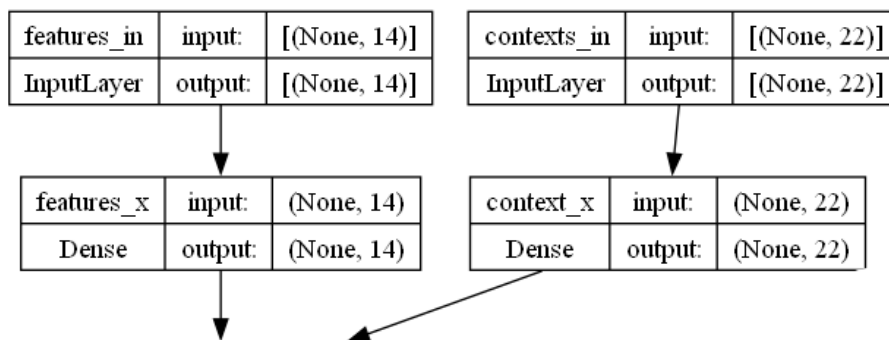 features_in input: [(None, 14)]
InputLayer output: [(None, 14)]
contexts_in input: [(None, 22)]
InputLayer output: [(None, 22)]
features_x input: (None, 14)
Dense output: (None, 14)
context_x input: (None, 22)
Dense output: (None, 22)